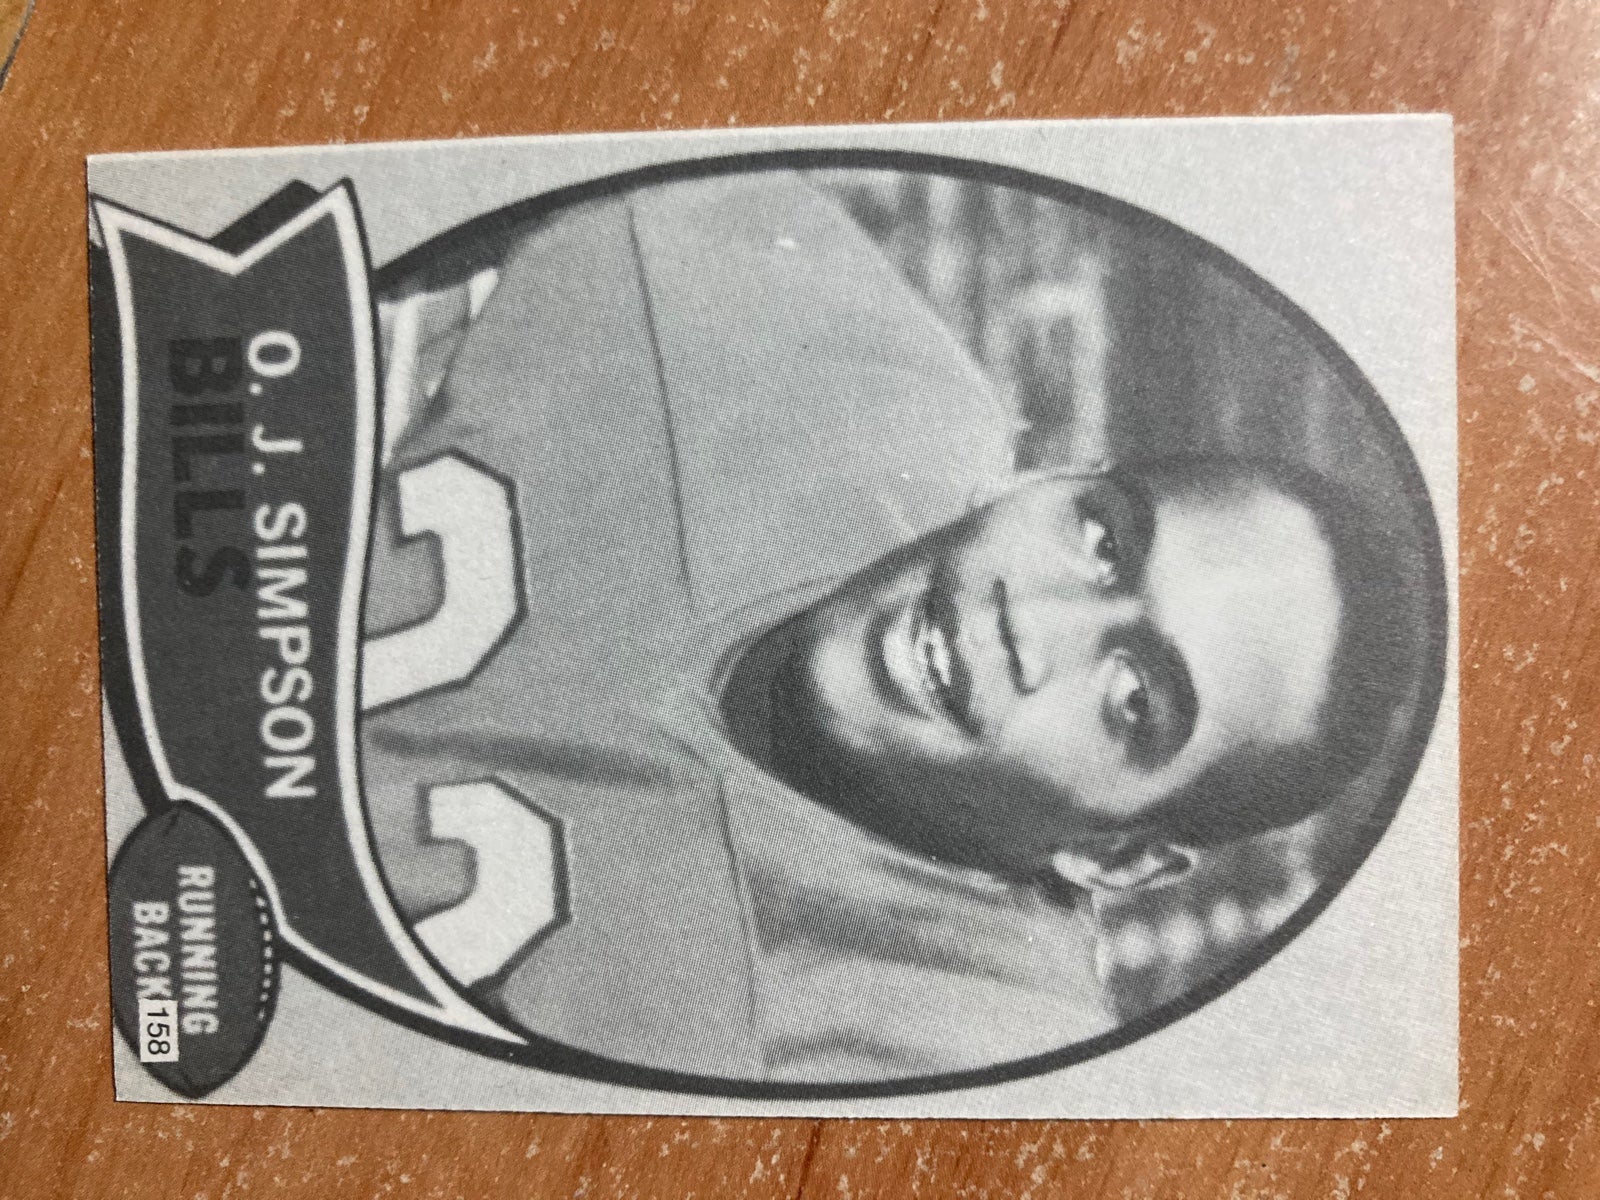 O. J. SIMPSON
BILLS
RUNNING
BACK
158